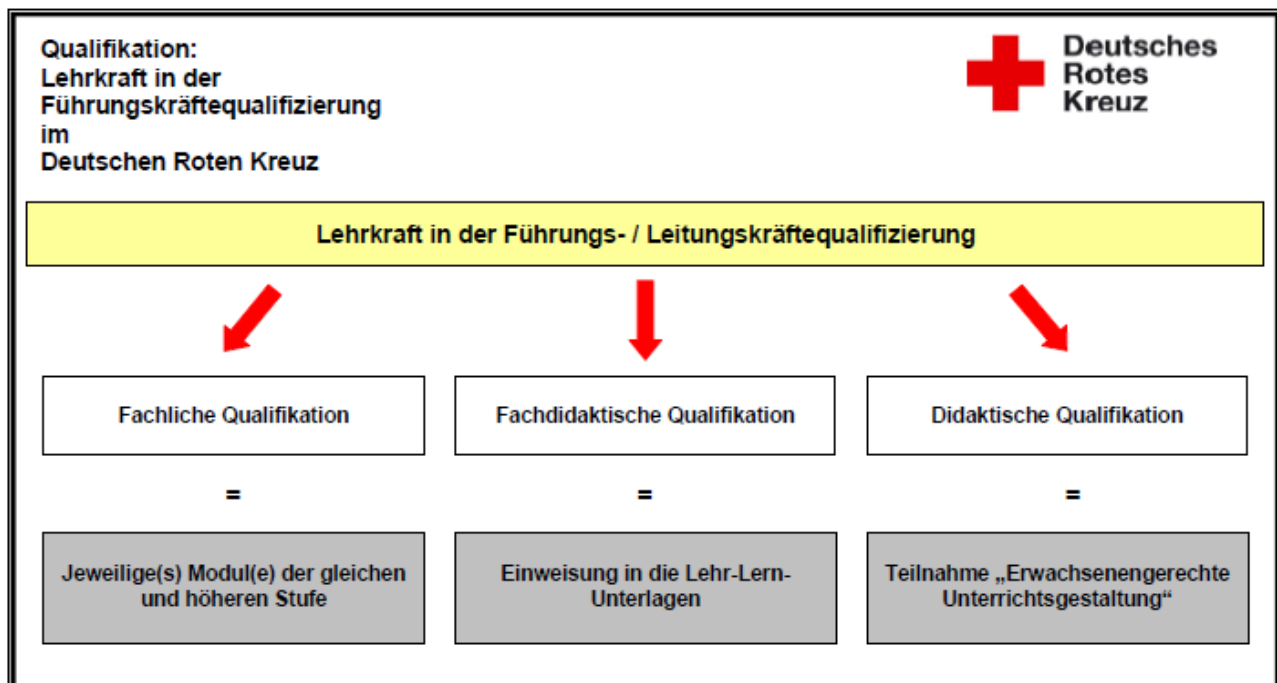 Qualifikation:
Lehrkraft in der
Führungskräftequalifizierung
im
Deutschen Roten Kreuz
Deutsches
Rotes
Kreuz
Lehrkraft in der Führungs- / Leitungskräftequalifizierung
Fachliche Qualifikation
Fachdidaktische Qualifikation
Didaktische Qualifikation
=
=
=
Jeweilige(s) Modul(e) der gleichen
und höheren Stufe
Einweisung in die Lehr-Lern-
Unterlagen
Teilnahme „Erwachsenengerechte
Unterrichtsgestaltung“